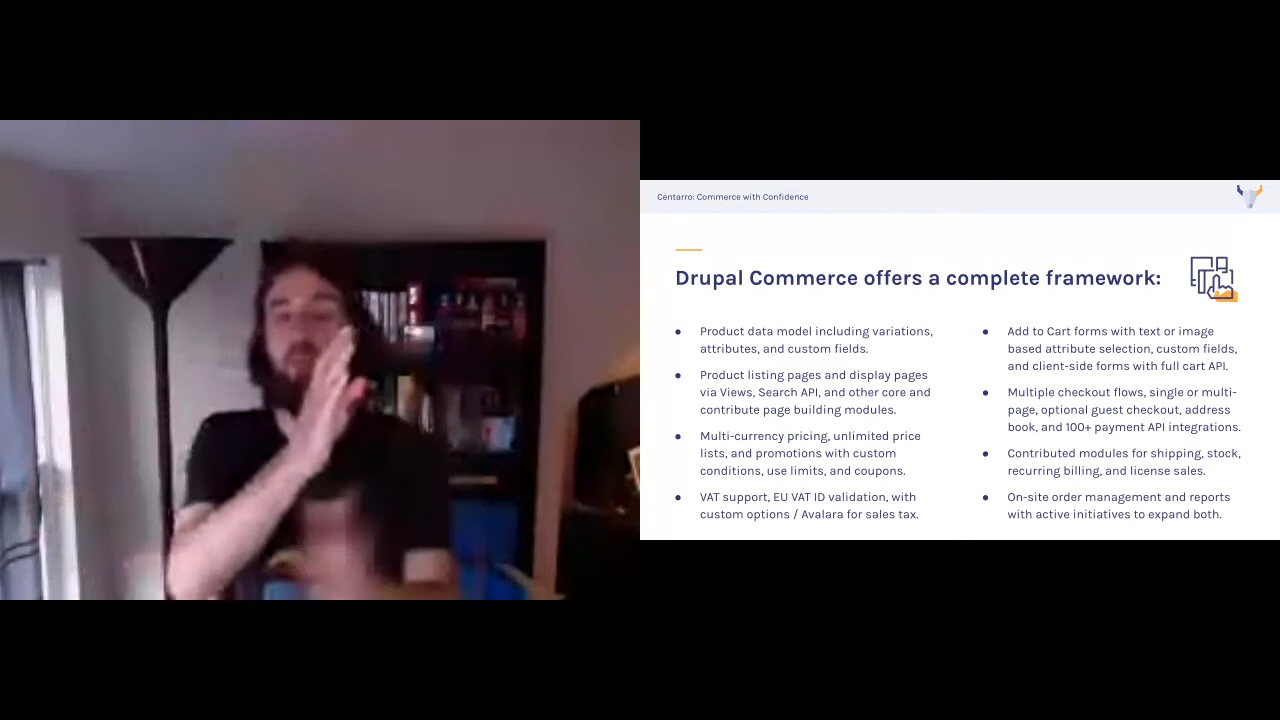 Centarro: Commerce with Confidence
Drupal Commerce offers a complete framework:
● Product data model including variations,
attributes, and custom fields.
● Product listing pages and display pages
via Views, Search API, and other core and
contribute page building modules.
● Multi-currency pricing, unlimited price
lists, and promotions with custom
conditions, use limits, and coupons.
● VAT support, EU VAT ID validation, with
custom options / Avalara for sales tax.
● Add to Cart forms with text or image
based attribute selection, custom fields,
and client-side forms with full cart API.
● Multiple checkout flows, single or multi-
page, optional guest checkout, address
book, and 100+ payment API integrations.
● Contributed modules for shipping, stock,
recurring billing, and license sales.
● On-site order management and reports
with active initiatives to expand both.